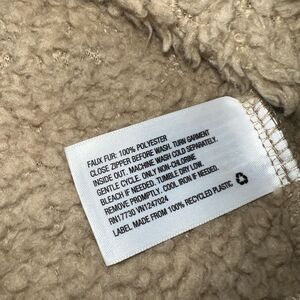 FAUX FUR: 100% POLYESTER
CLOSE ZIPPER BEFORE WASH. TURN GARMENT
INSIDE OUT. MACHINE WASH COLD SEPARATELY.
GENTLE CYCLE. ONLY NON-CHLORINE
BLEACH IF NEEDED. TUMBLE DRY LOW.
REMOVE PROMPTLY. COOL IRON IF NEEDED.
RN17730 VN1247024
LABEL. MADE FROM 100% RECYCLED PLASTIC